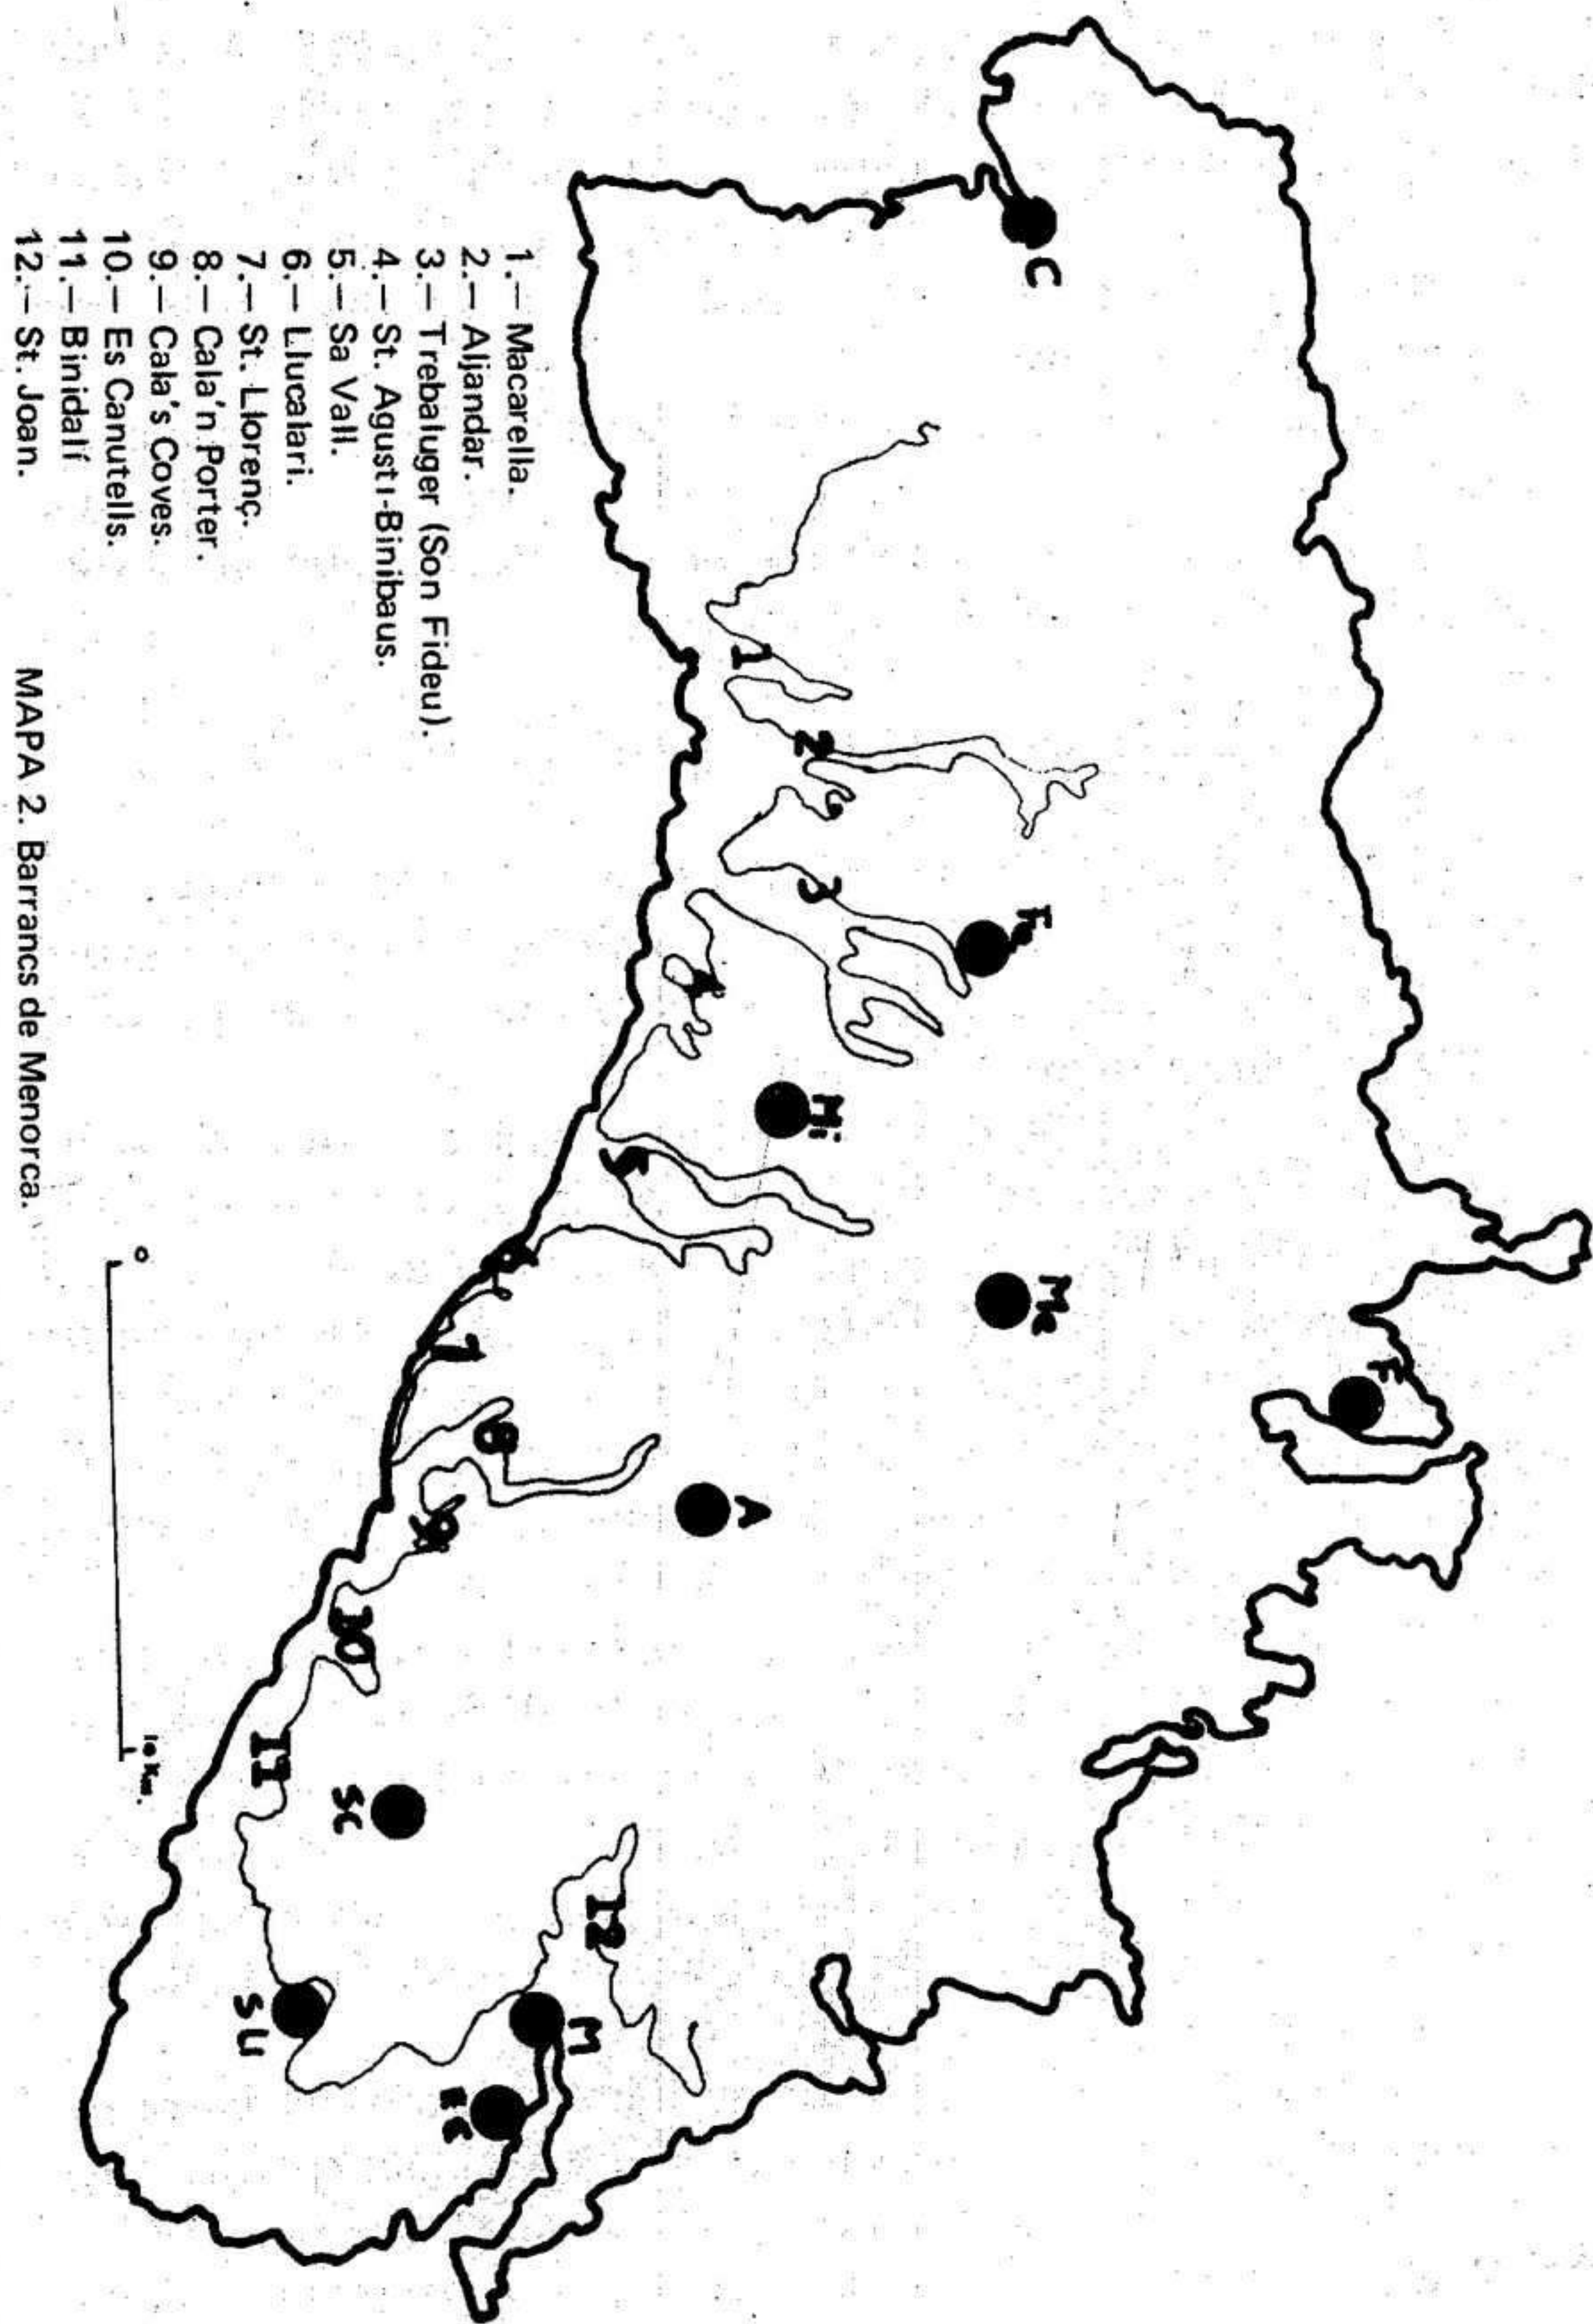 C
Fe
Mi
Me
F
A
SC
SLl
M
EC
1
2
3
4
5
6
7
8
9
10
11
12
1.— Macarella.
2.— Aljandar.
3.— Trebaluger (Son Fideu).
4.— St. Agustı-Binibaus.
5.— Sa Vall.
6.— Llucalari.
7.— St. Llorenç.
8.— Cala'n Porter.
9.— Cala's Coves.
10.— Es Canutells.
11.— Binidalí
12.— St. Joan.
0 10 Km.
MAPA 2. Barrancs de Menorca.